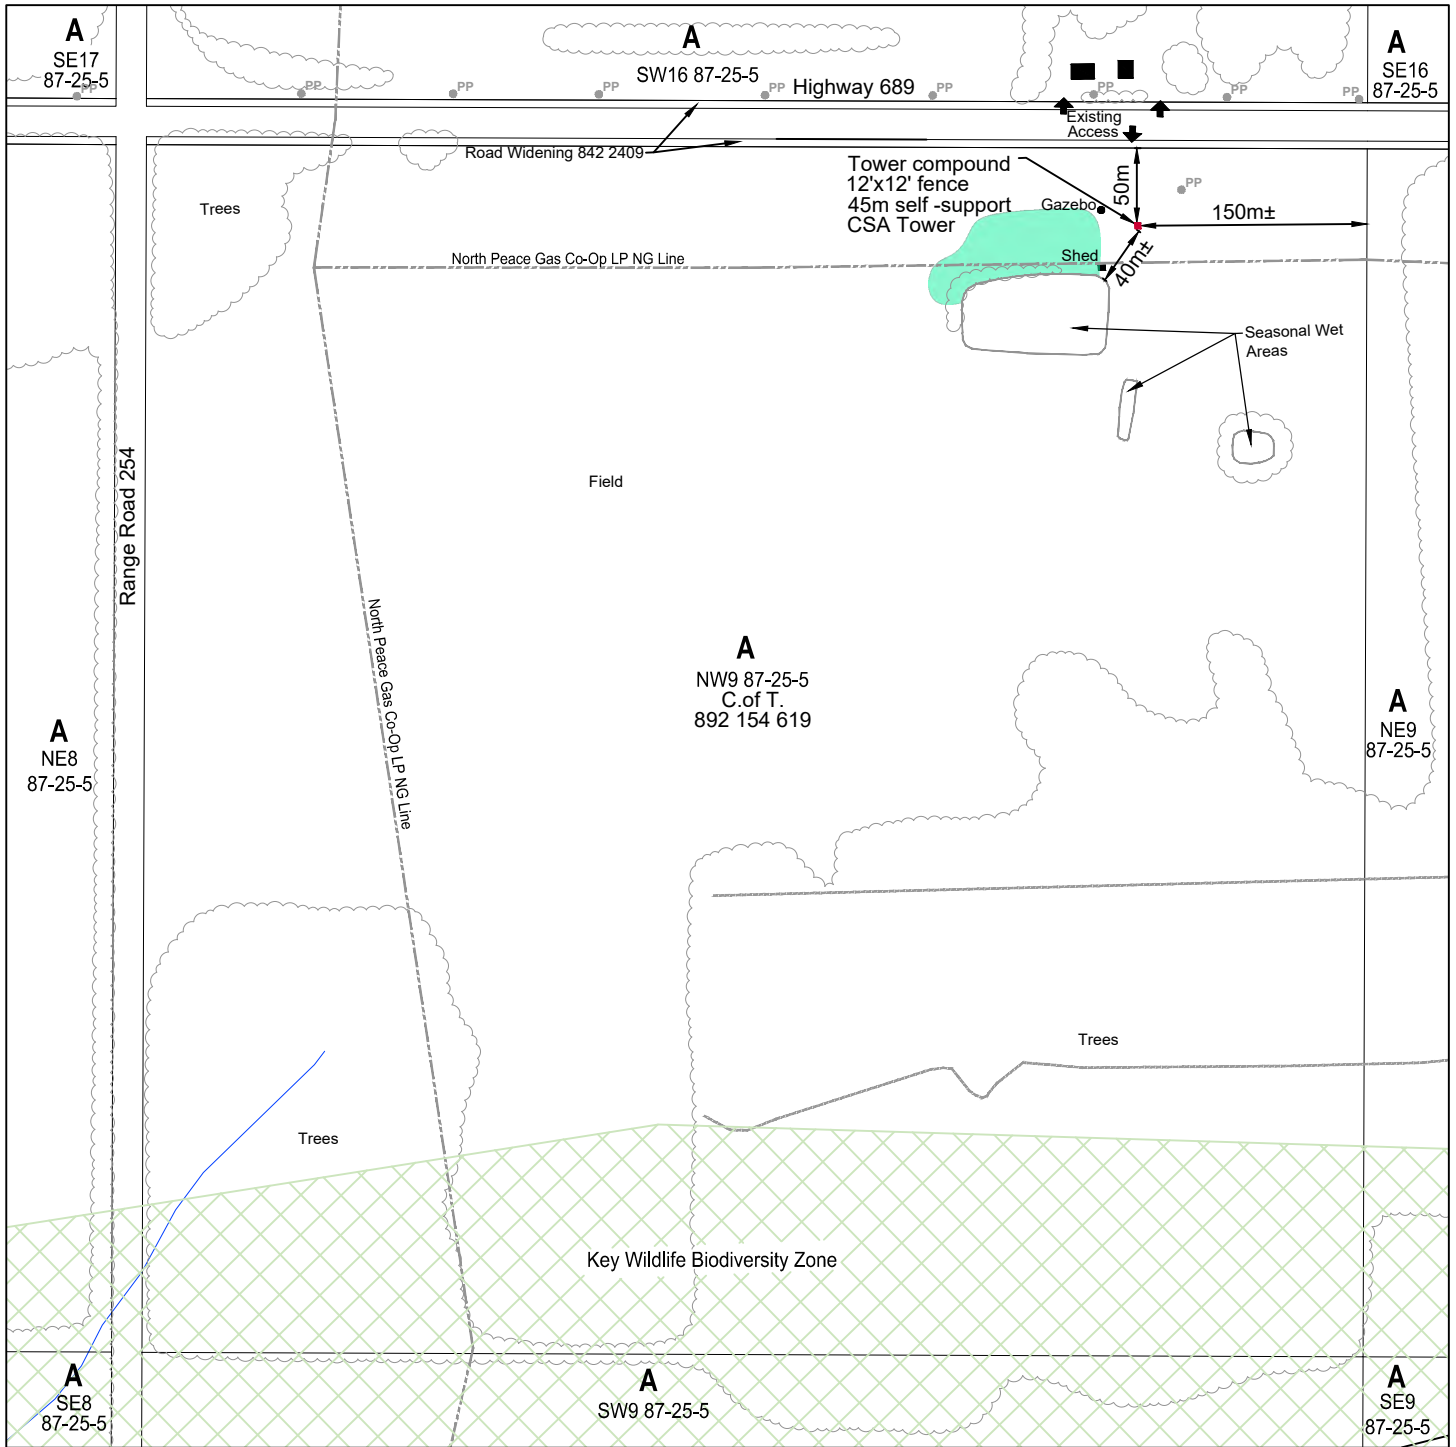 A
SE17
87-25-5
A
SW16 87-25-5
A
SE16
87-25-5
PP
PP
PP
PP
PP
PP
PP
PP
PP
Highway 689
Existing
Access
Road Widening 842 2409
Tower compound
12'x12' fence
45m self -support
CSA Tower
50m
PP
150m±
Gazebo
Shed
40m±
Trees
North Peace Gas Co-Op LP NG Line
Seasonal Wet
Areas
Field
Range Road 254
North Peace Gas Co-Op LP NG Line
A
NW9 87-25-5
C.of T.
892 154 619
A
NE8
87-25-5
A
NE9
87-25-5
Trees
Trees
Key Wildlife Biodiversity Zone
A
SE8
87-25-5
A
SW9 87-25-5
A
SE9
87-25-5